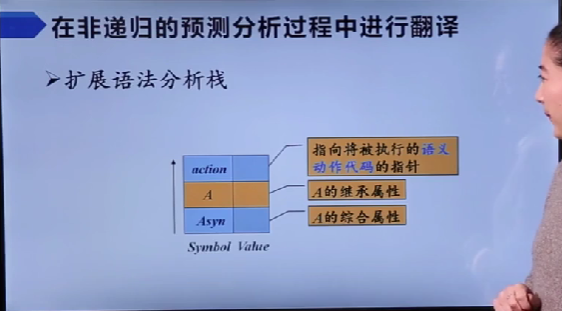 在非递归的预测分析过程中进行翻译
➢扩展语法分析栈
指向将被执行的语义
动作代码的指针
action
A
A的继承属性
Asyn
A的综合属性
Symbol Value